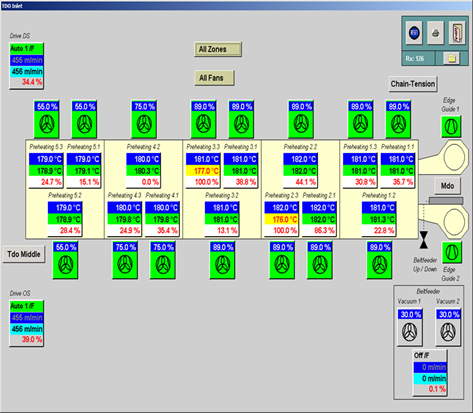 TDO Inlet
Drive DS
Auto 1 /F
455 m/min
456 m/min
34.4 %
All Zones
All Fans
Rx: 126
Chain-Tension
55.0 % 55.0 % 75.0 % 89.0 % 89.0 % 89.0 % 89.0 % 89.0 %
Edge
Guide 1
Preheating 5.3 Preheating 5.1 Preheating 4.2 Preheating 3.3 Preheating 3.1 Preheating 2.2 Preheating 1.3 Preheating 1.1
179.0 °C 179.0 °C 180.0 °C 181.0 °C 181.0 °C 182.0 °C 181.0 °C 181.0 °C
178.9 °C 179.1 °C 180.3 °C 177.0 °C 181.0 °C 182.0 °C 181.0 °C 181.1 °C
24.7 % 15.1 % 0.0 % 100.0 % 38.8 % 44.1 % 30.8 % 35.7 %
Mdo
Preheating 5.2 Preheating 4.3 Preheating 4.1 Preheating 3.2 Preheating 2.3 Preheating 2.1 Preheating 1.2
179.0 °C 180.0 °C 180.0 °C 181.0 °C 182.0 °C 182.0 °C 181.0 °C
178.9 °C 179.8 °C 179.8 °C 181.0 °C 176.0 °C 182.0 °C 181.3 °C
28.4 % 24.9 % 35.4 % 13.1 % 100.0 % 86.3 % 22.8 %
Tdo Middle
55.0 % 75.0 % 75.0 % 89.0 % 89.0 % 89.0 % 89.0 %
Beltfeeder
Up / Down
Edge
Guide 2
Drive OS
Auto 1 /F
455 m/min
456 m/min
39.0 %
Beltfeeder
Vacuum 1 Vacuum 2
30.0 % 30.0 %
Off /F
0 m/min
0 m/min
0.1 %